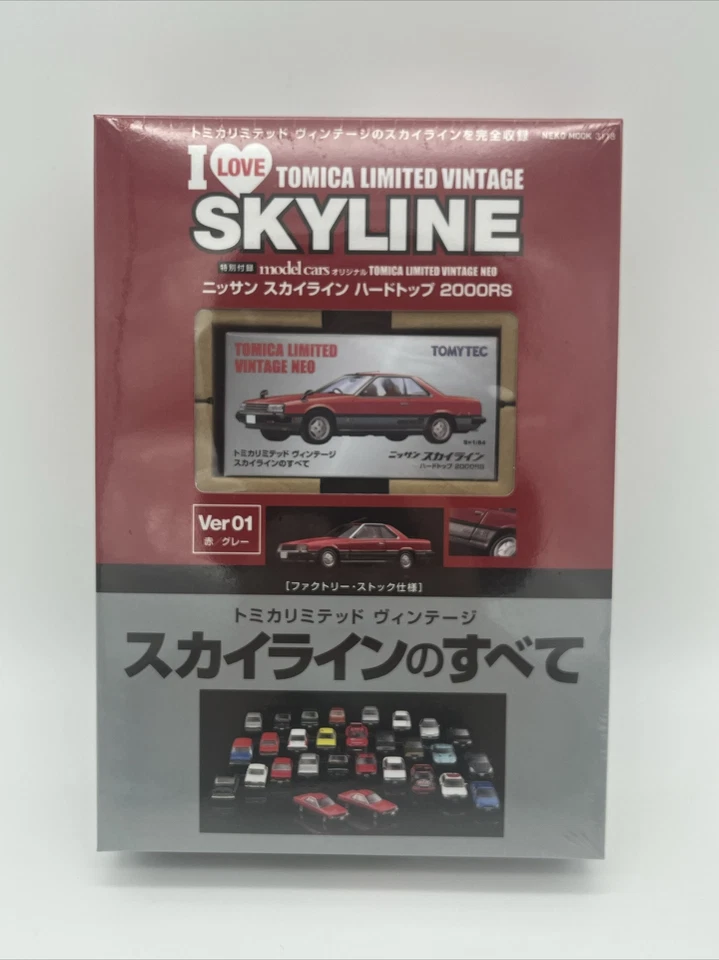 トミカリミテッド ヴィンテージのスカイラインを完全収録
NEKO MOOK
I LOVE TOMICA LIMITED VINTAGE
SKYLINE
特別付録 model cars オリジナル TOMICA LIMITED VINTAGE NEO
ニッサン スカイライン ハードトップ 2000RS
TOMICA LIMITED
VINTAGE NEO
TOMYTEC
S=1/64
トミカリミテッド ヴィンテージ
スカイラインのすべて
ニッサン スカイライン
ハードトップ 2000RS
Ver 01
赤／グレー
[ファクトリー・ストック仕様]
トミカリミテッド ヴィンテージ
スカイラインのすべて